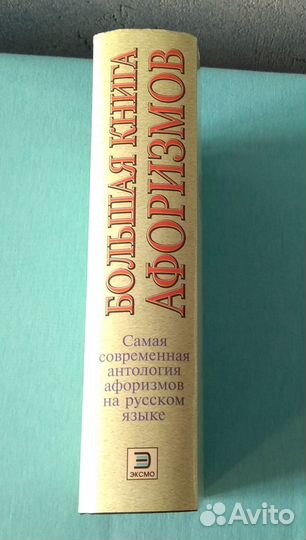 БОЛЬШАЯ КНИГА
АФОРИЗМОВ
Самая
современная
антология
афоризмов
на русском
языке
Э
ЭКСМО
Avito